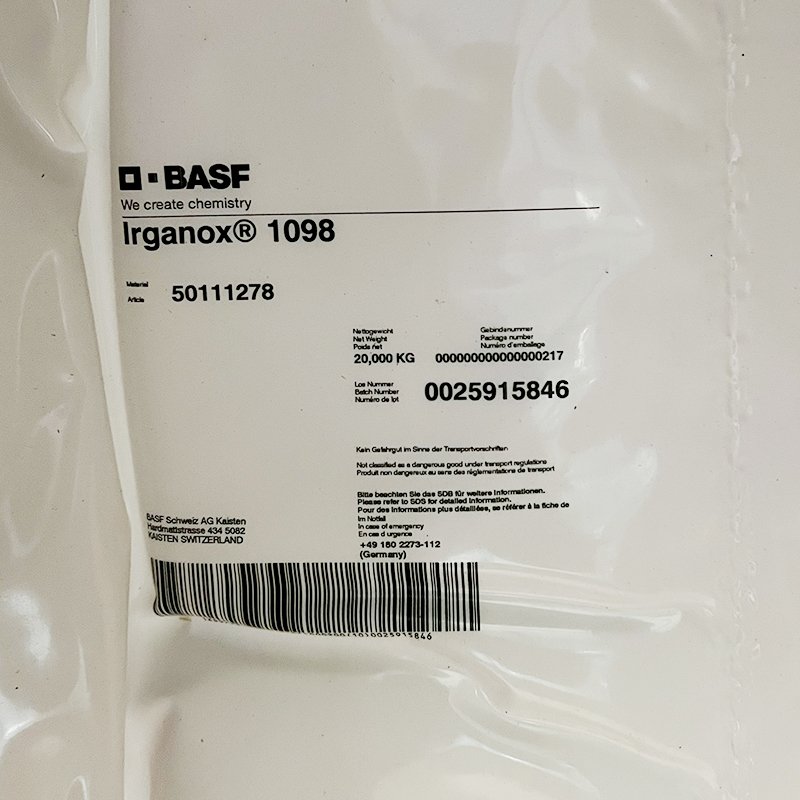 BASF
We create chemistry
Irganox® 1098
Material
Article
50111278
Nettogewicht
Net Weight
Poids net
20,000 KG
Gebindenummer
Package number
Numéro d'emballage
000000000000000217
Los Nummer
Batch Number
Numéro de lot
0025915846
Kein Gefahrgut im Sinne der Transportvorschriften
Not classified as a dangerous good under transport regulations
Produit non dangereux au sens des réglementations de transport
Bitte beachten Sie das SDB für weitere Informationen.
Please refer to SDS for detailed information.
Pour des informations plus détaillées, se référer à la fiche de
Im Notfall
In case of emergency
En cas d urgence
+49 180 2273-112
(Germany)
BASF Schweiz AG Kaisten
Hardmattstrasse 434 5082
KAISTEN SWITZERLAND
(10)0025915846